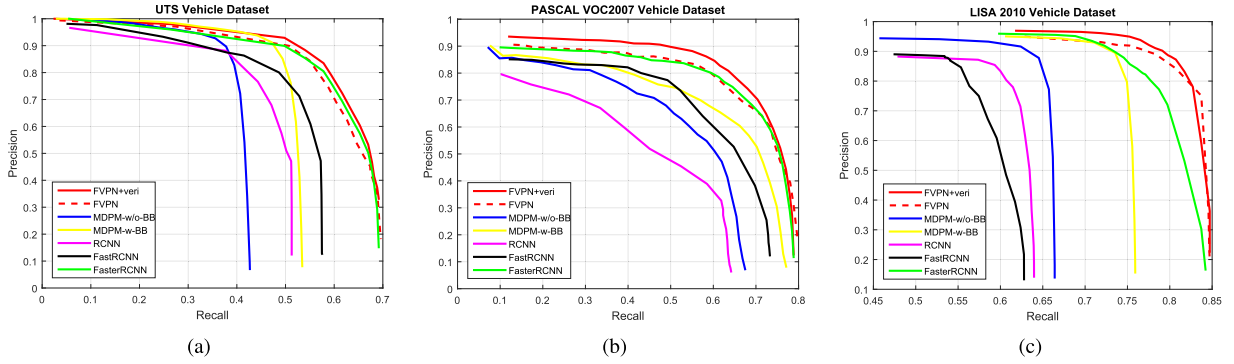 UTS Vehicle Dataset
1
0.9
0.8
0.7
0.6
0.5
0.4
0.3
0.2
0.1
0
Precision
FVPN+veri
FVPN
MDPM-w/o-BB
MDPM-w-BB
RCNN
FastRCNN
FasterRCNN
0 0.1 0.2 0.3 0.4 0.5 0.6 0.7
Recall
(a)
PASCAL VOC2007 Vehicle Dataset
1
0.9
0.8
0.7
0.6
0.5
0.4
0.3
0.2
0.1
0
Precision
FVPN+veri
FVPN
MDPM-w/o-BB
MDPM-w-BB
RCNN
FastRCNN
FasterRCNN
0 0.1 0.2 0.3 0.4 0.5 0.6 0.7 0.8
Recall
(b)
LISA 2010 Vehicle Dataset
1
0.9
0.8
0.7
0.6
0.5
0.4
0.3
0.2
0.1
Precision
FVPN+veri
FVPN
MDPM-w/o-BB
MDPM-w-BB
RCNN
FastRCNN
FasterRCNN
0.45 0.5 0.55 0.6 0.65 0.7 0.75 0.8 0.85
Recall
(c)